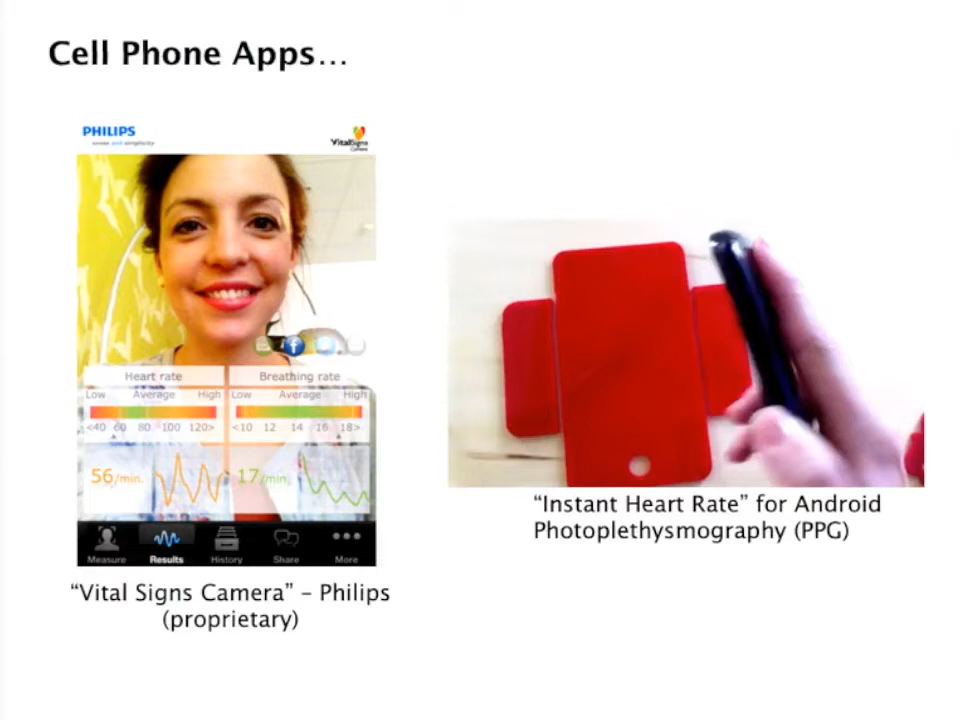 Cell Phone Apps…
PHILIPS
sense and simplicity
VitalSigns
Camera
Heart rate
Breathing rate
Low Average High
Low Average High
<40 60 80 100 120>
<10 12 14 16 18>
56/min.
17/min.
Measure Results History Share More
"Vital Signs Camera" – Philips
(proprietary)
"Instant Heart Rate" for Android
Photoplethysmography (PPG)